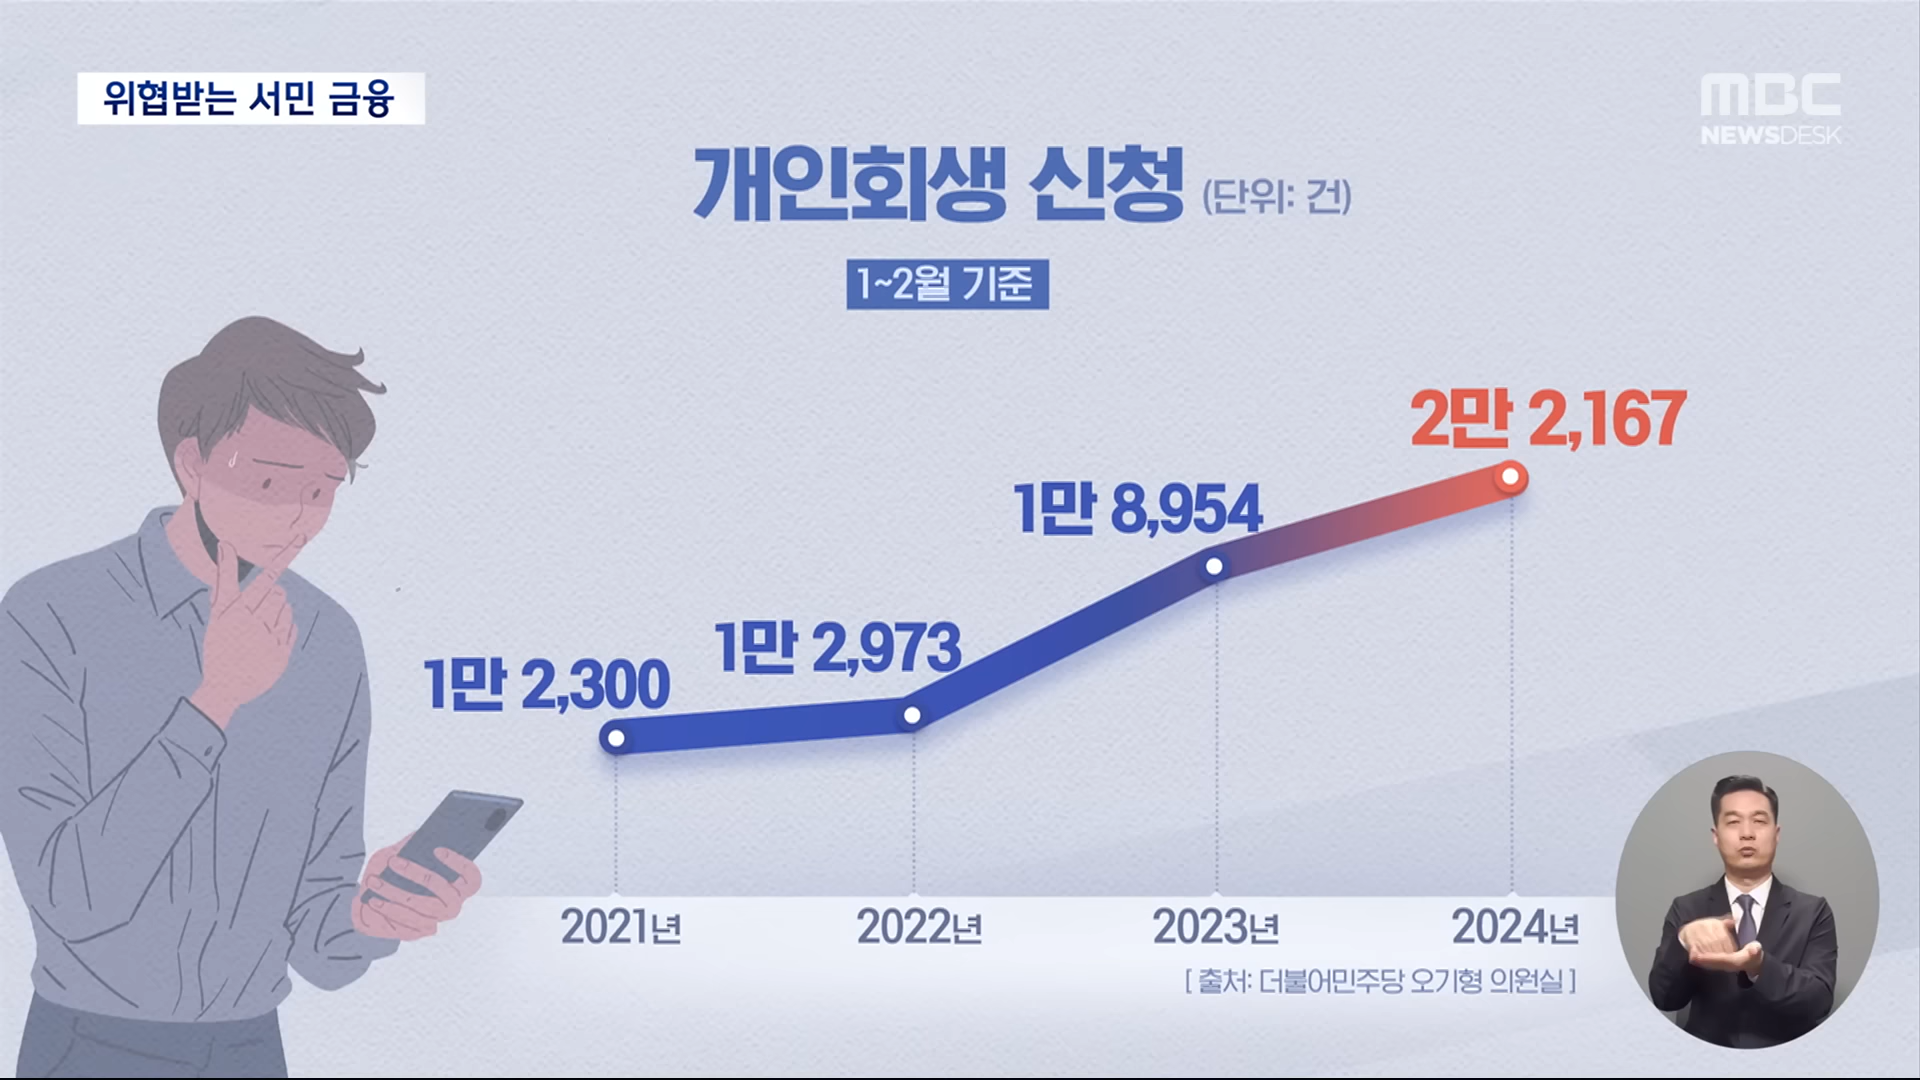 위협받는 서민 금융
MBC
NEWSDESK
개인회생 신청 (단위: 건)
1~2월 기준
2만 2,167
1만 8,954
1만 2,973
1만 2,300
2021년 2022년 2023년 2024년
[ 출처: 더불어민주당 오기형 의원실 ]